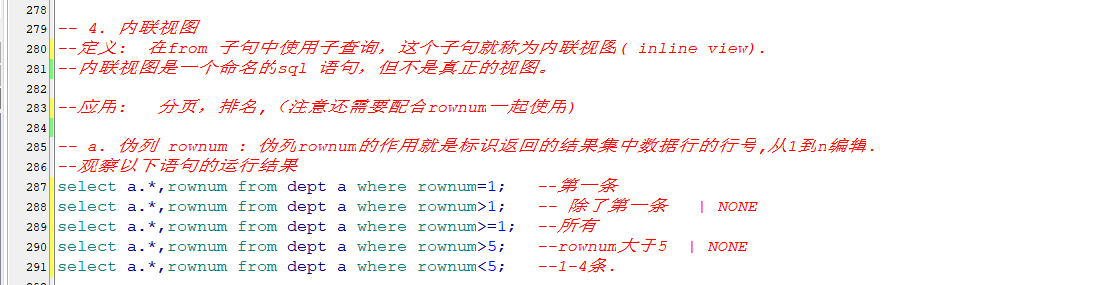 278
279 -- 4. 内联视图
280 --定义: 在from 子句中使用子查询，这个子句就称为内联视图( inline view).
281 --内联视图是一个命名的sql 语句，但不是真正的视图。
282
283 --应用: 分页，排名,（注意还需要配合rownum一起使用)
284
285 -- a. 伪列 rownum : 伪列rownum的作用就是标识返回的结果集中数据行的行号,从1到n编辑.
286 --观察以下语句的运行结果
287 select a.*,rownum from dept a where rownum=1; --第一条
288 select a.*,rownum from dept a where rownum>1; -- 除了第一条 | NONE
289 select a.*,rownum from dept a where rownum>=1; --所有
290 select a.*,rownum from dept a where rownum>5; --rownum大于5 | NONE
291 select a.*,rownum from dept a where rownum<5; --1-4条.